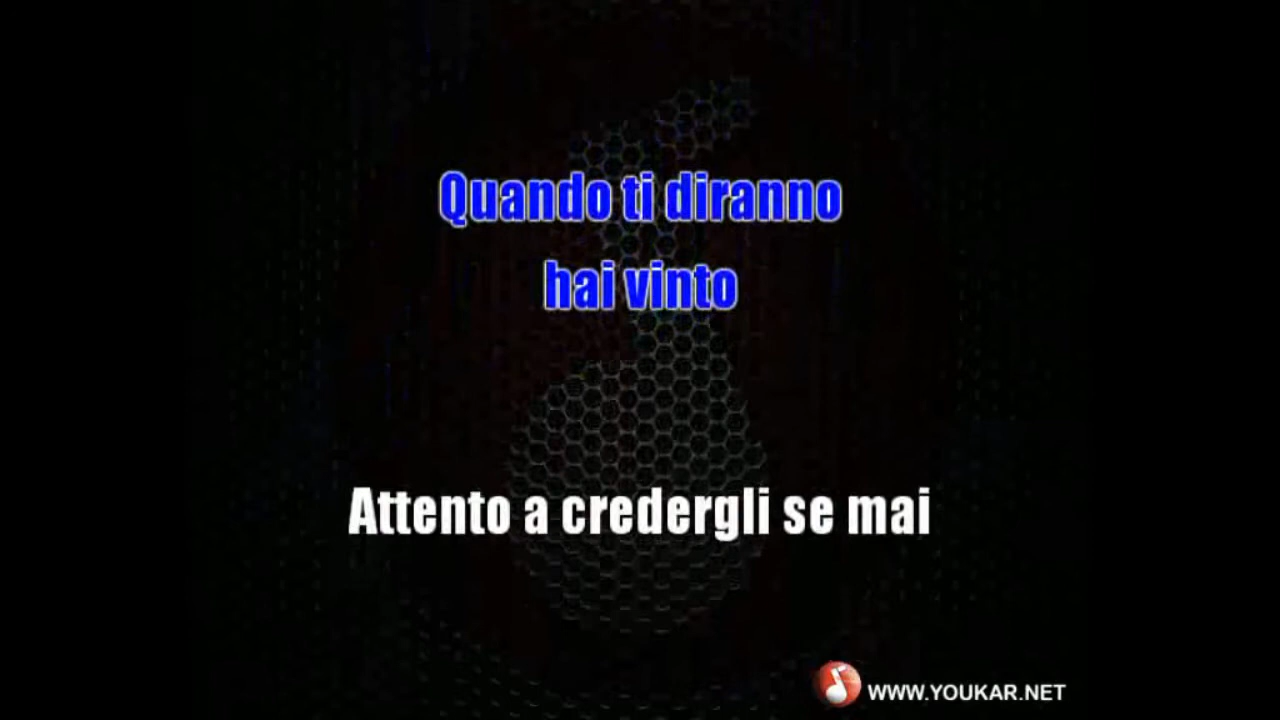 Quando ti diranno
hai vinto
Attento a credergli se mai
WWW.YOUKAR.NET